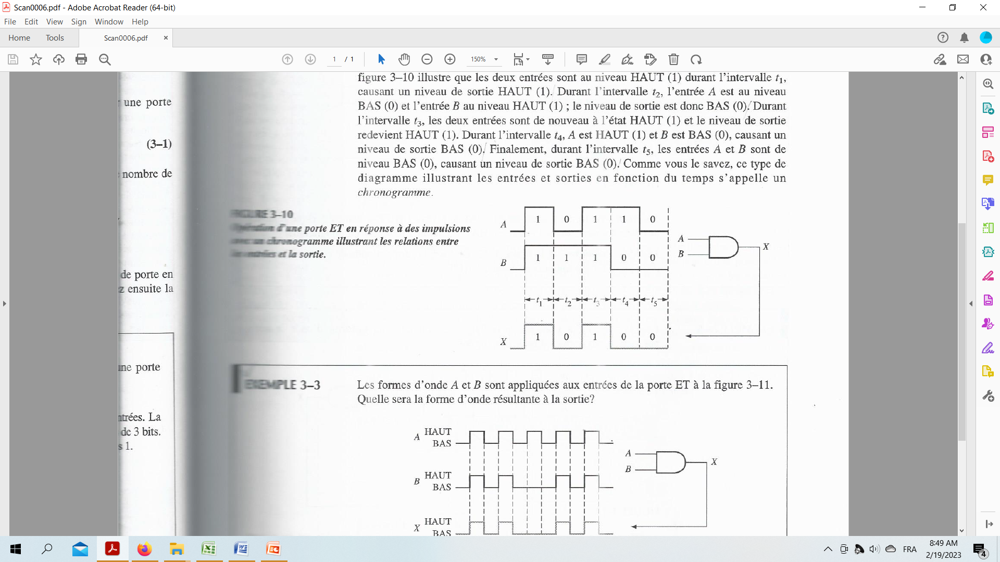 Scan0006.pdf - Adobe Acrobat Reader (64-bit)
File Edit View Sign Window Help
Home Tools Scan0006.pdf ×
1 / 1 150%
une porte
(3–1)
nombre de
de porte en
z ensuite la
une porte
ntrées. La
de 3 bits.
s 1.
figure 3–10 illustre que les deux entrées sont au niveau HAUT (1) durant l'intervalle t1,
causant un niveau de sortie HAUT (1). Durant l'intervalle t2, l'entrée A est au niveau
BAS (0) et l'entrée B au niveau HAUT (1) ; le niveau de sortie est donc BAS (0). Durant
l'intervalle t3, les deux entrées sont de nouveau à l'état HAUT (1) et le niveau de sortie
redevient HAUT (1). Durant l'intervalle t4, A est HAUT (1) et B est BAS (0), causant un
niveau de sortie BAS (0). Finalement, durant l'intervalle t5, les entrées A et B sont de
niveau BAS (0), causant un niveau de sortie BAS (0). Comme vous le savez, ce type de
diagramme illustrant les entrées et sorties en fonction du temps s'appelle un
chronogramme.
FIGURE 3–10
Opération d'une porte ET en réponse à des impulsions
avec un chronogramme illustrant les relations entre
les entrées et la sortie.
A 1 0 1 1 0
B 1 1 1 0 0
t1 t2 t3 t4 t5
X 1 0 1 0 0
A
B
X
EXEMPLE 3–3
Les formes d'onde A et B sont appliquées aux entrées de la porte ET à la figure 3–11.
Quelle sera la forme d'onde résultante à la sortie?
A HAUT
BAS
B HAUT
BAS
X HAUT
BAS
A
B
X
FRA
8:49 AM
2/19/2023
4